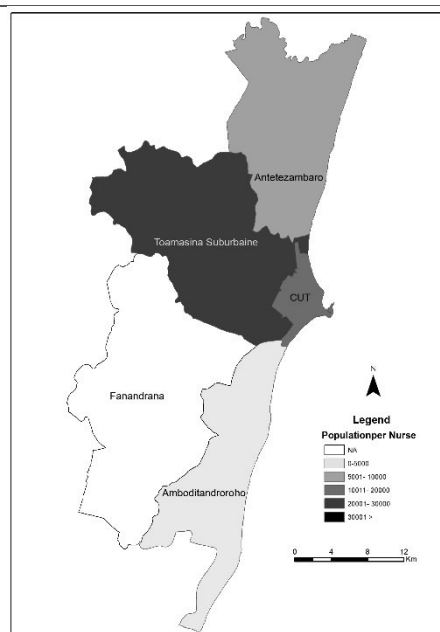 Antetezambaro
Toamasina Suburbaine
CUT
Fanandrana
Amboditandroroho
N
Legend
Populationper Nurse
NA
0-5000
5001- 10000
10011- 20000
20001- 30000
30001 >
0 2 4 8 12
Km